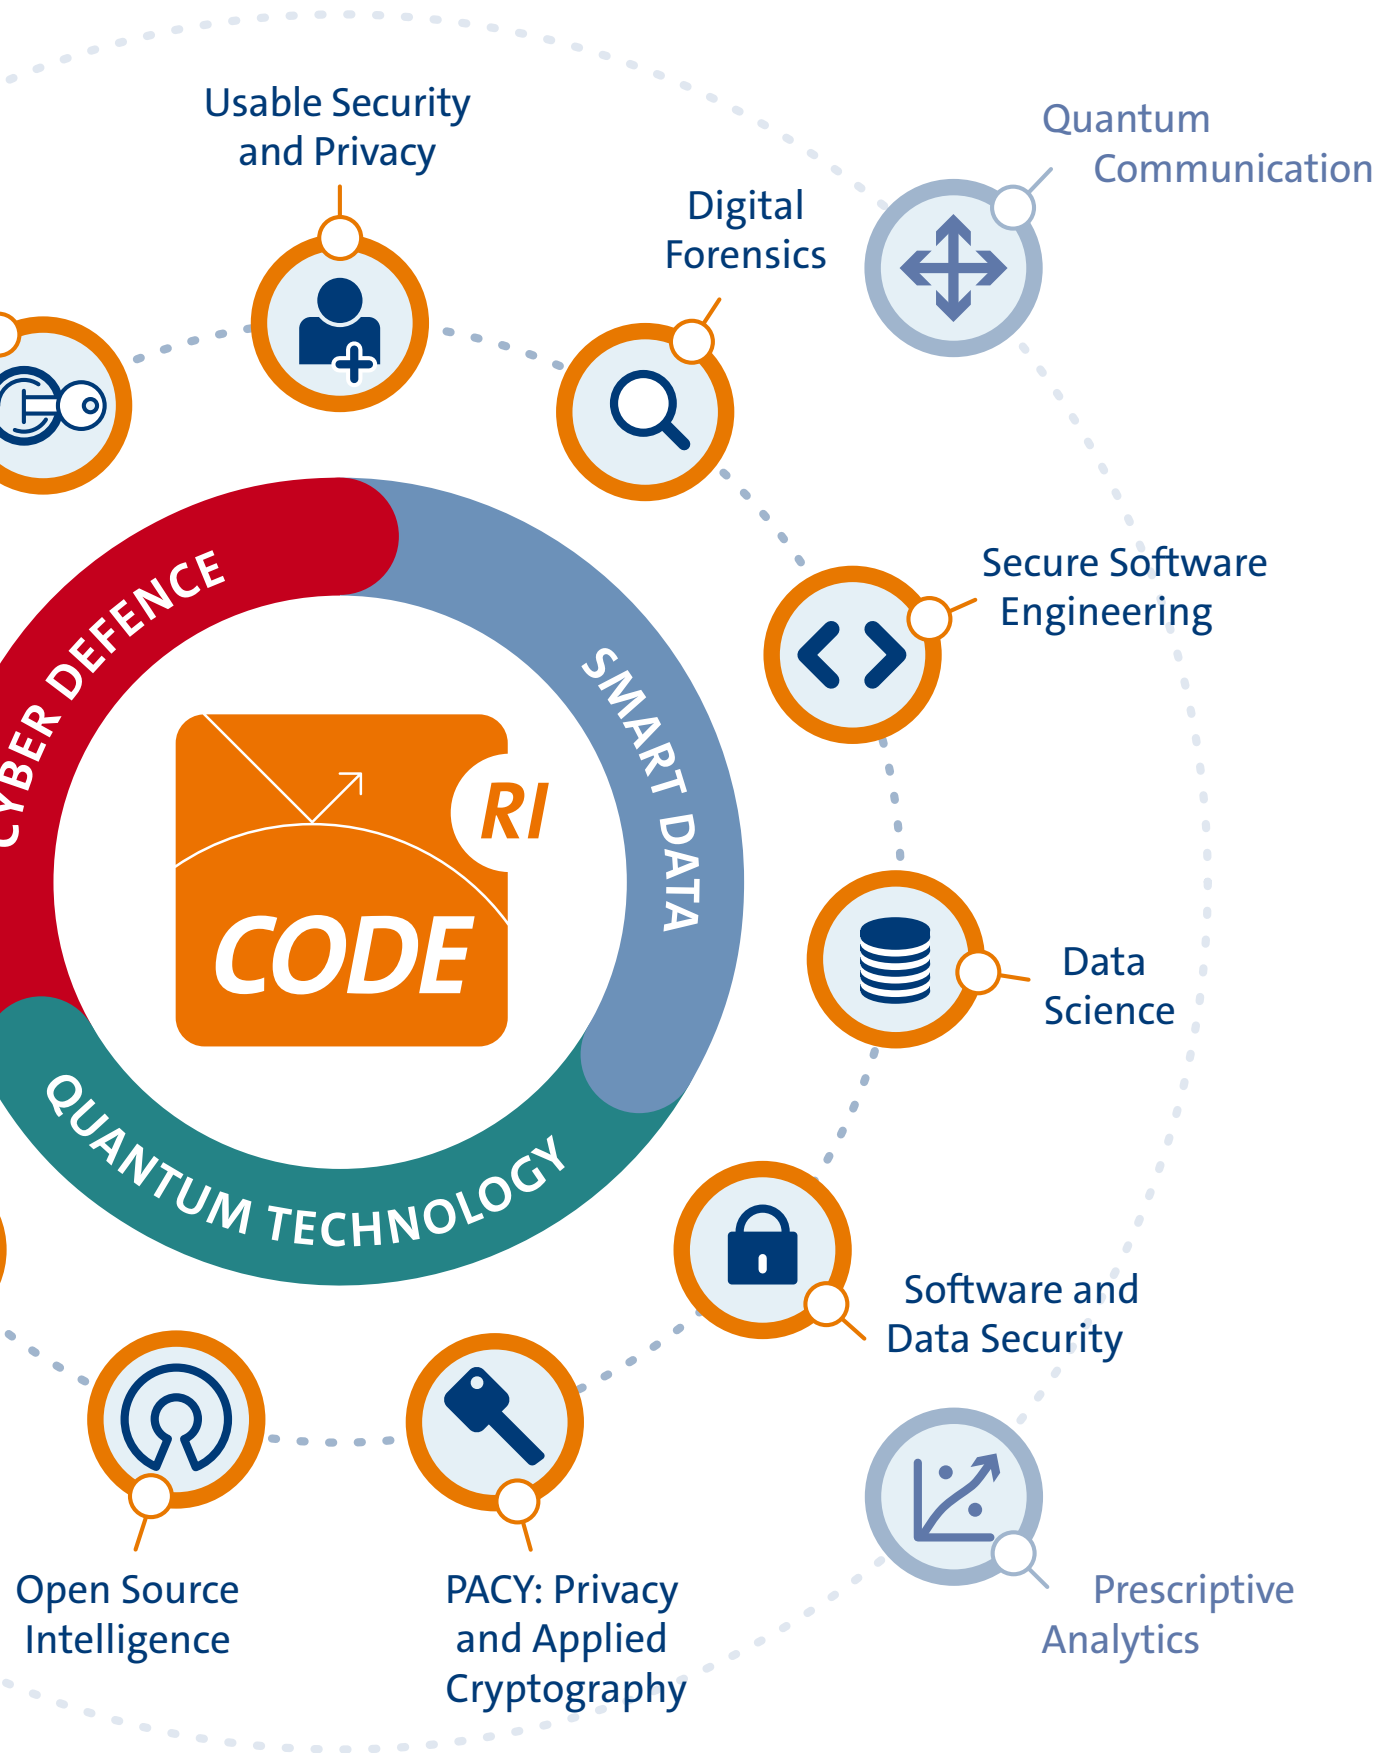 Usable Security
and Privacy
Quantum
Communication
Digital
Forensics
Secure Software
Engineering
CYBER DEFENCE
SMART DATA
RI
CODE
Data
Science
QUANTUM TECHNOLOGY
Software and
Data Security
Open Source
Intelligence
PACY: Privacy
and Applied
Cryptography
Prescriptive
Analytics